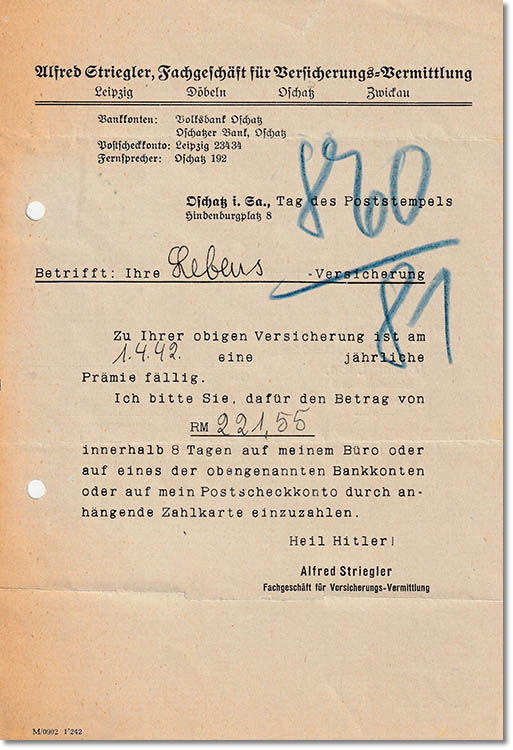 Alfred Striegler, Fachgeschäft für Versicherungs-Vermittlung
Leipzig Döbeln Oschatz Zwickau
Bankkonten: Volksbank Oschatz
Oschatzer Bank, Oschatz
Postscheckkonto: Leipzig 23434
Fernsprecher: Oschatz 192
860
81
Oschatz i. Sa., Tag des Poststempels
Hindenburgplatz 8
Betrifft: Ihre Lebens -Versicherung
Zu Ihrer obigen Versicherung ist am
1.4.42. eine jährliche
Prämie fällig.
Ich bitte Sie, dafür den Betrag von
RM 221,55
innerhalb 8 Tagen auf meinem Büro oder
auf eines der obengenannten Bankkonten
oder auf mein Postscheckkonto durch an-
hängende Zahlkarte einzuzahlen.
Heil Hitler!
Alfred Striegler
Fachgeschäft für Versicherungs-Vermittlung
M/0902 1'242